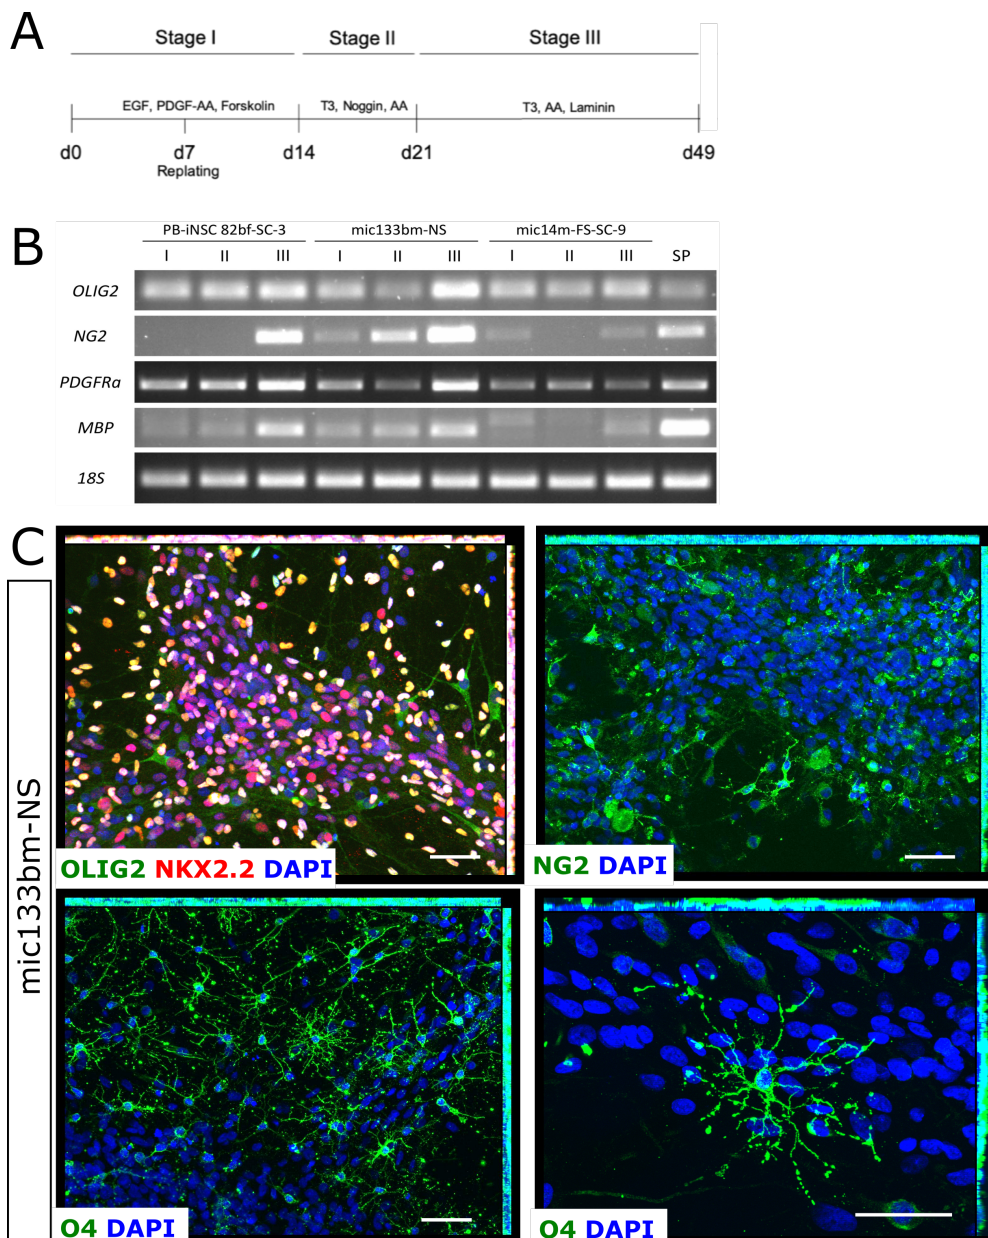 A
Stage I Stage II Stage III
EGF, PDGF-AA, Forskolin T3, Noggin, AA T3, AA, Laminin
d0 d7 d14 d21 d49
Replating
B
PB-iNSC 82bf-SC-3 mic133bm-NS mic14m-FS-SC-9
I II III I II III I II III SP
OLIG2
NG2
PDGFRα
MBP
18S
C
mic133bm-NS
OLIG2 NKX2.2 DAPI
NG2 DAPI
O4 DAPI
O4 DAPI